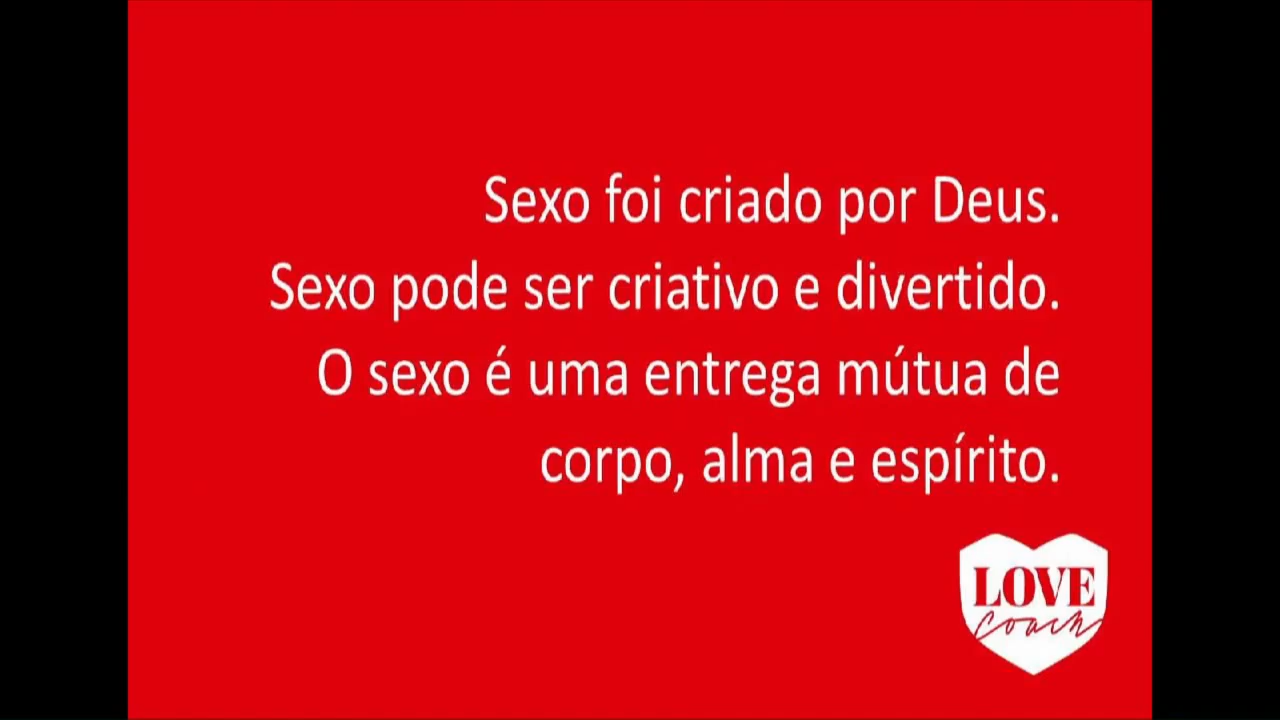 Sexo foi criado por Deus.
Sexo pode ser criativo e divertido.
O sexo é uma entrega mútua de
corpo, alma e espírito.
LOVE
coach